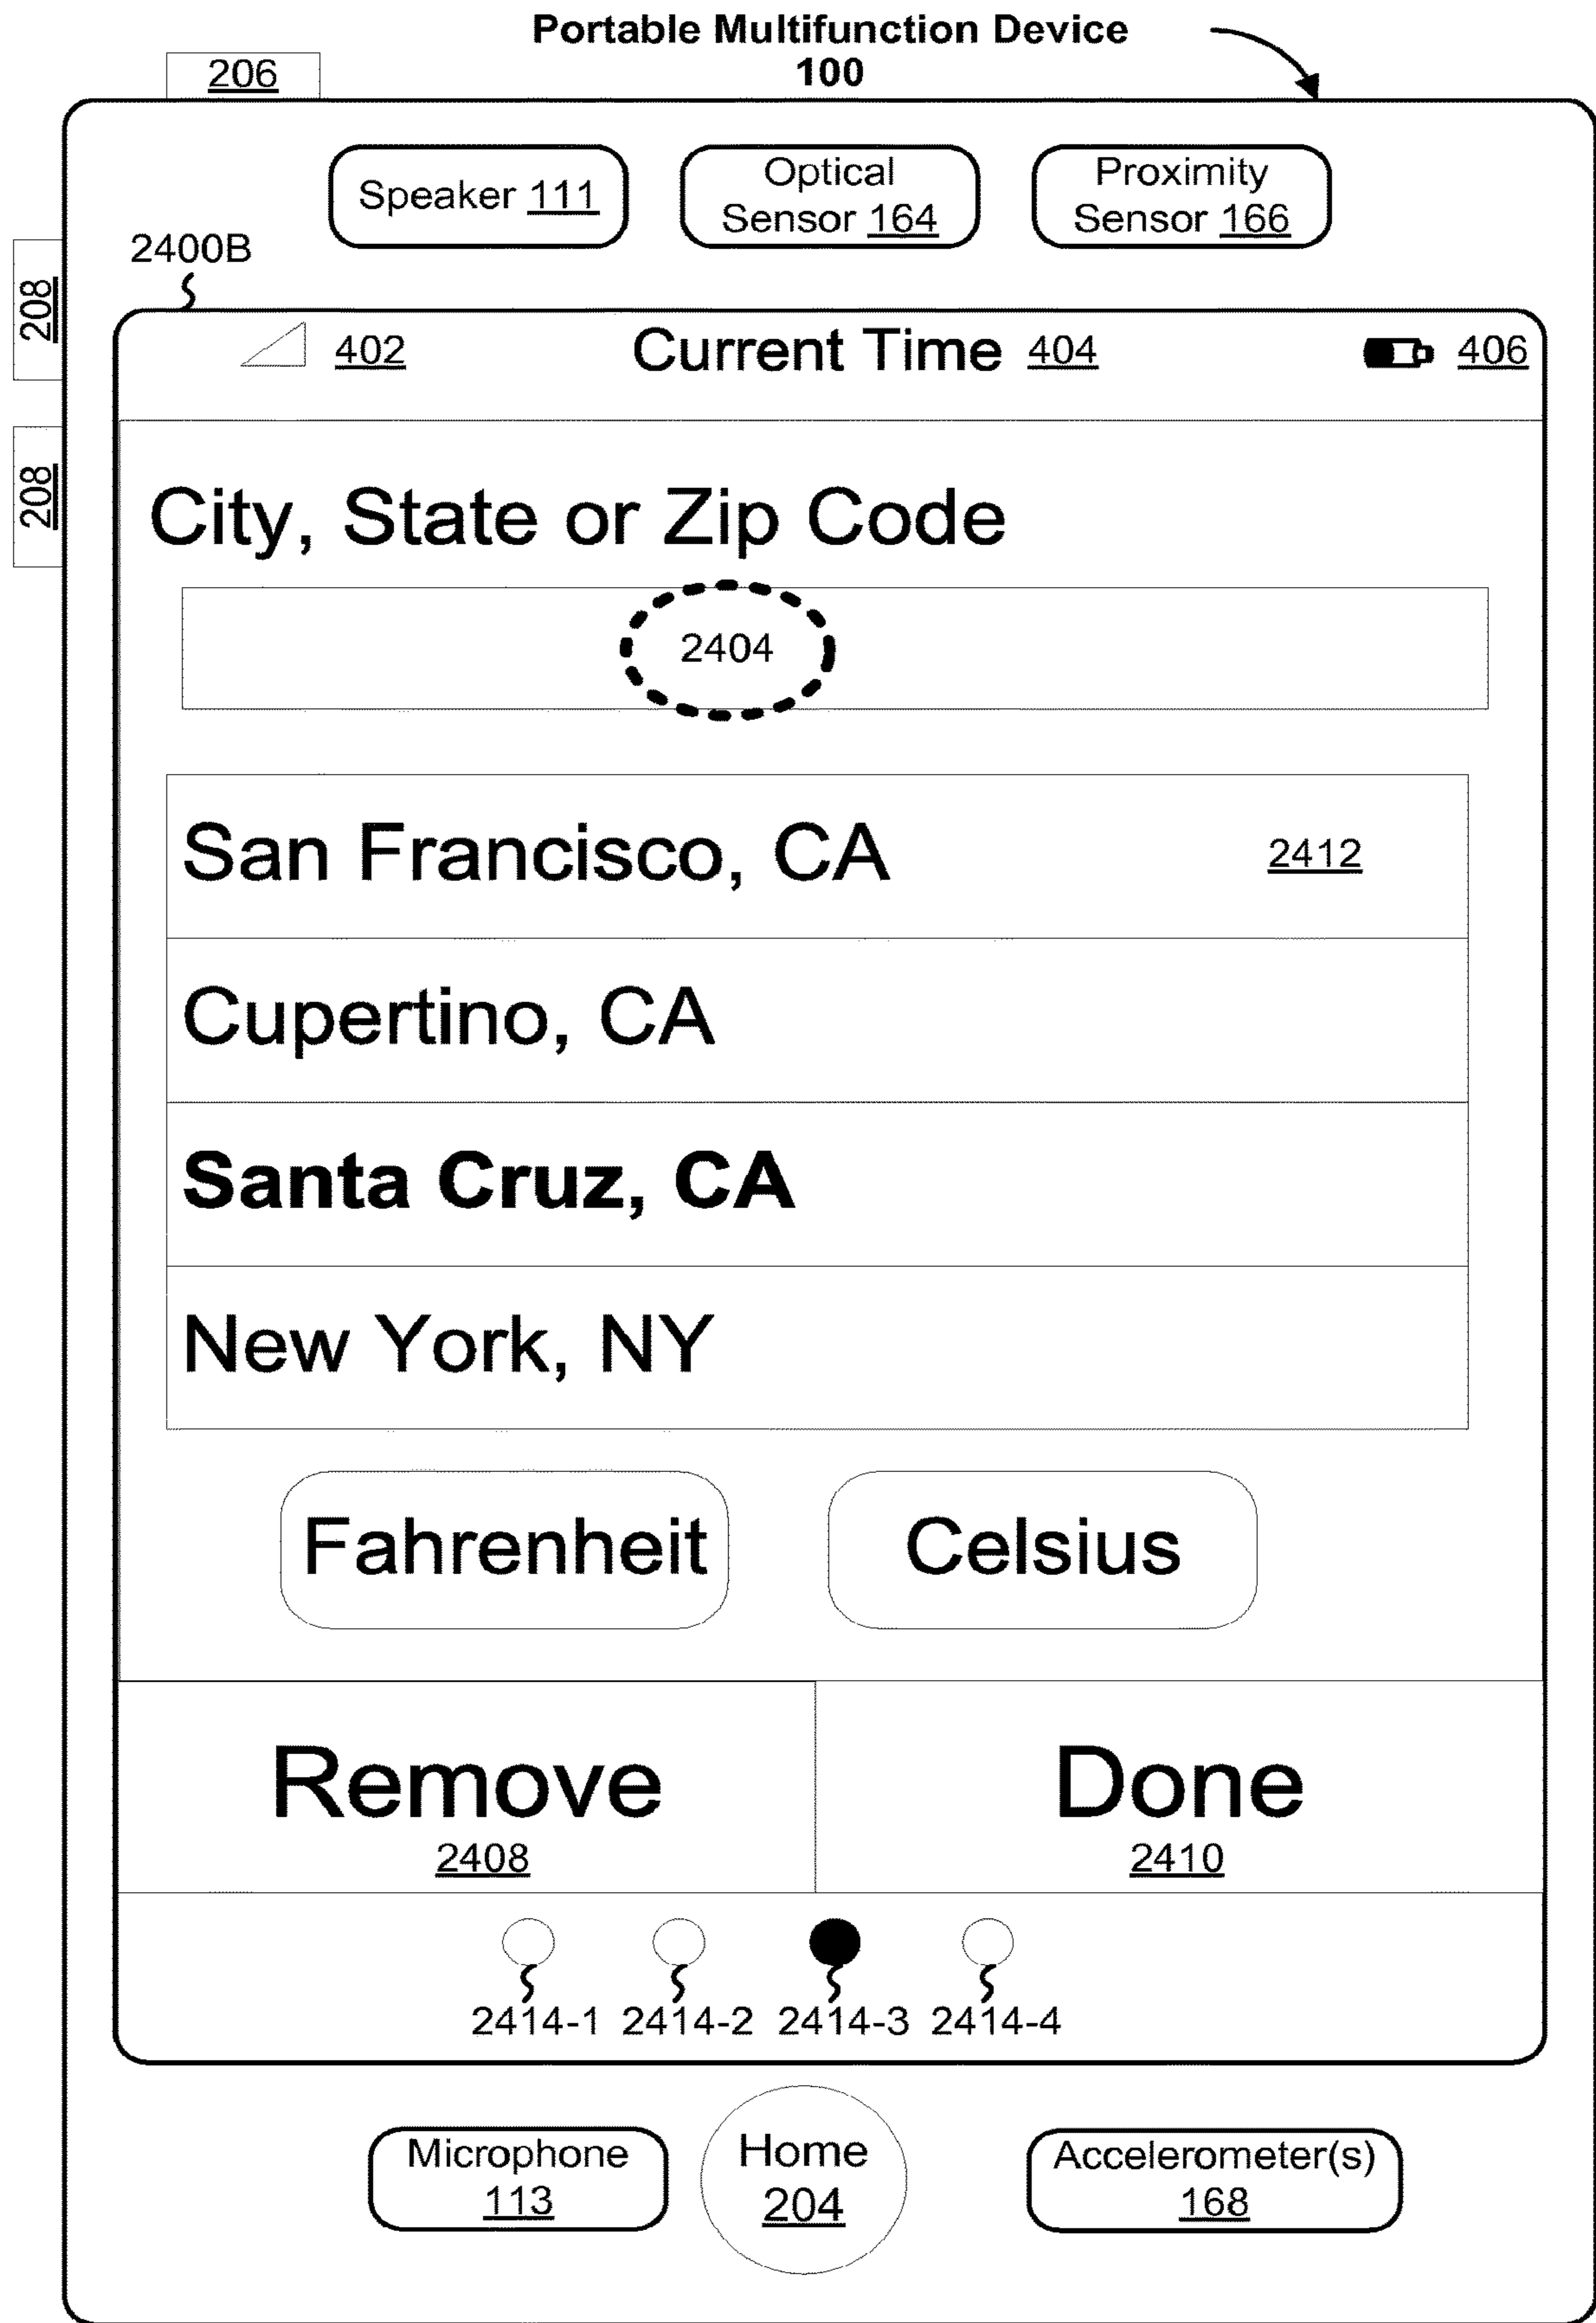 Portable Multifunction Device
100
206
Speaker 111
Optical
Sensor 164
Proximity
Sensor 166
2400B
208
208
402
Current Time 404
406
City, State or Zip Code
2404
San Francisco, CA 2412
Cupertino, CA
Santa Cruz, CA
New York, NY
Fahrenheit
Celsius
Remove
2408
Done
2410
2414-1 2414-2 2414-3 2414-4
Microphone
113
Home
204
Accelerometer(s)
168